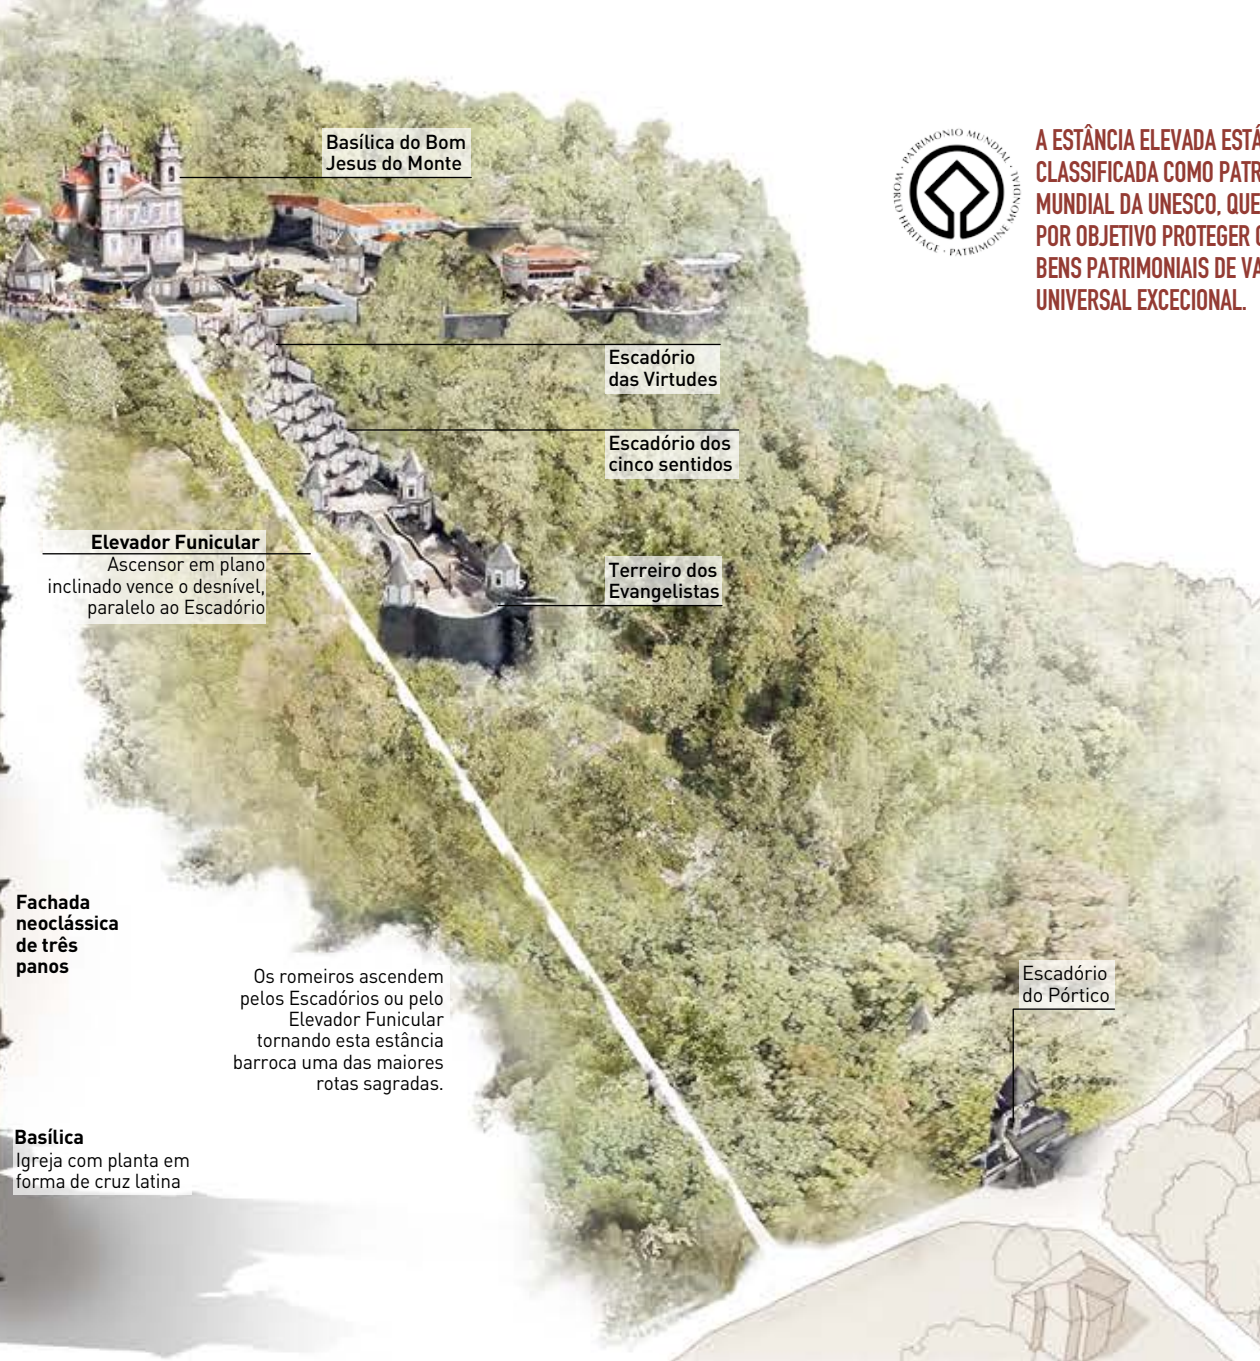 Basílica do Bom
Jesus do Monte
PATRIMONIO MUNDIAL · WORLD HERITAGE · PATRIMOINE MONDIAL ·
A ESTÂNCIA ELEVADA ESTÁ
CLASSIFICADA COMO PATR
MUNDIAL DA UNESCO, QUE
POR OBJETIVO PROTEGER
BENS PATRIMONIAIS DE VA
UNIVERSAL EXCECIONAL.
Escadório
das Virtudes
Escadório dos
cinco sentidos
Elevador Funicular
Ascensor em plano
inclinado vence o desnível,
paralelo ao Escadório
Terreiro dos
Evangelistas
Fachada
neoclássica
de três
panos
Os romeiros ascendem
pelos Escadórios ou pelo
Elevador Funicular
tornando esta estância
barroca uma das maiores
rotas sagradas.
Escadório
do Pórtico
Basílica
Igreja com planta em
forma de cruz latina